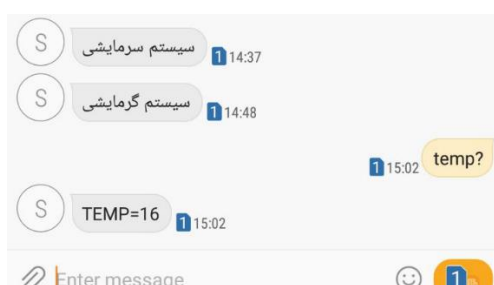 S
سیستم سرمایشی
1 14:37
S
سیستم گرمایشی
1 14:48
temp?
1 15:02
S
TEMP=16
1 15:02
Enter message
1